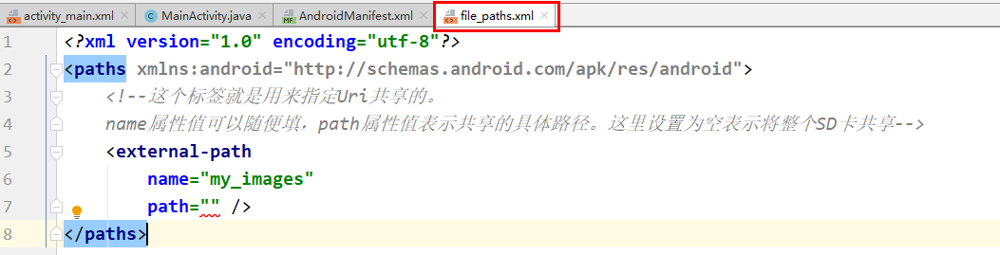 activity_main.xml MainActivity.java AndroidManifest.xml file_paths.xml
1 <?xml version="1.0" encoding="utf-8"?>
2 <paths xmlns:android="http://schemas.android.com/apk/res/android">
3 <!--这个标签就是用来指定Uri共享的。
4 name属性值可以随便填，path属性值表示共享的具体路径。这里设置为空表示将整个SD卡共享-->
5 <external-path
6 name="my_images"
7 path="" />
8 </paths>